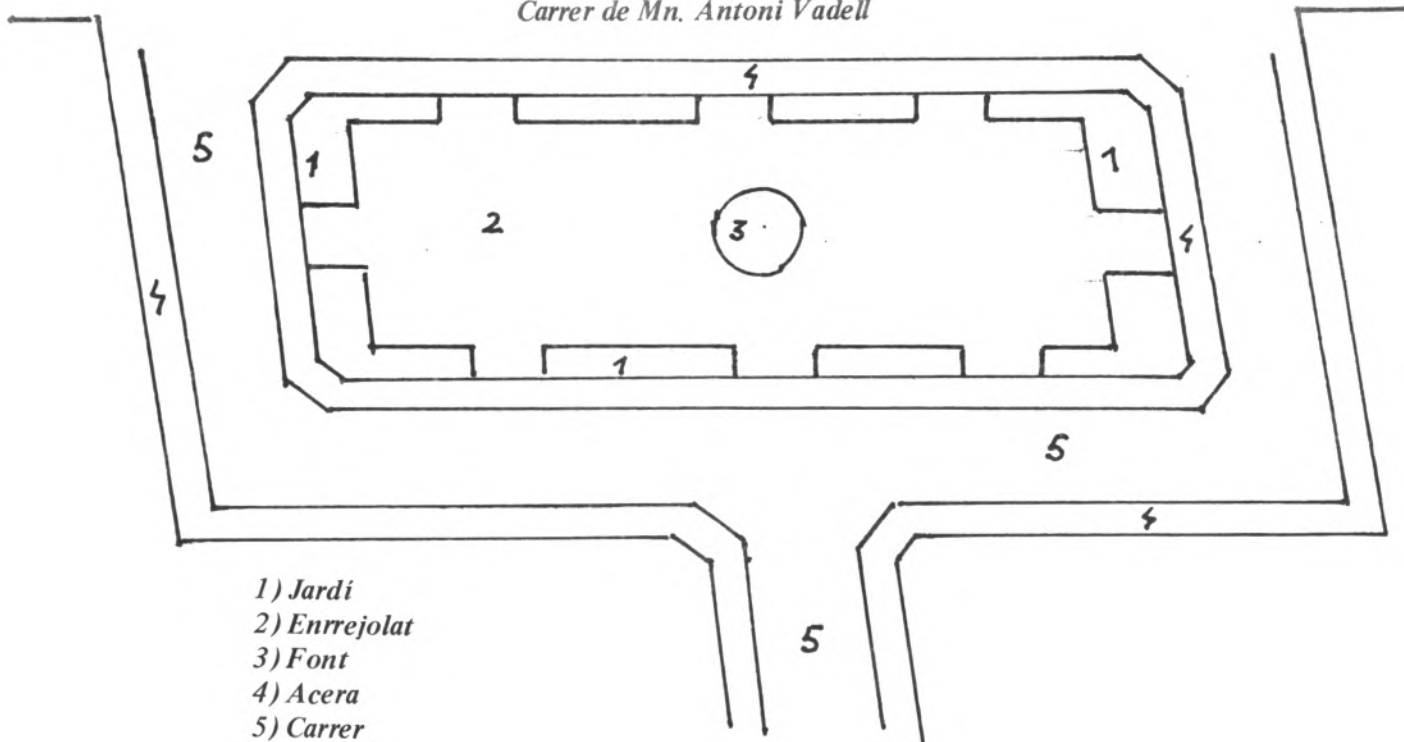 Carrer de Mn. Antoni Vadell
4
5
1
1
2
3
4
4
1
5
4
5
1) Jardí
2) Enrrejolat
3) Font
4) Acera
5) Carrer